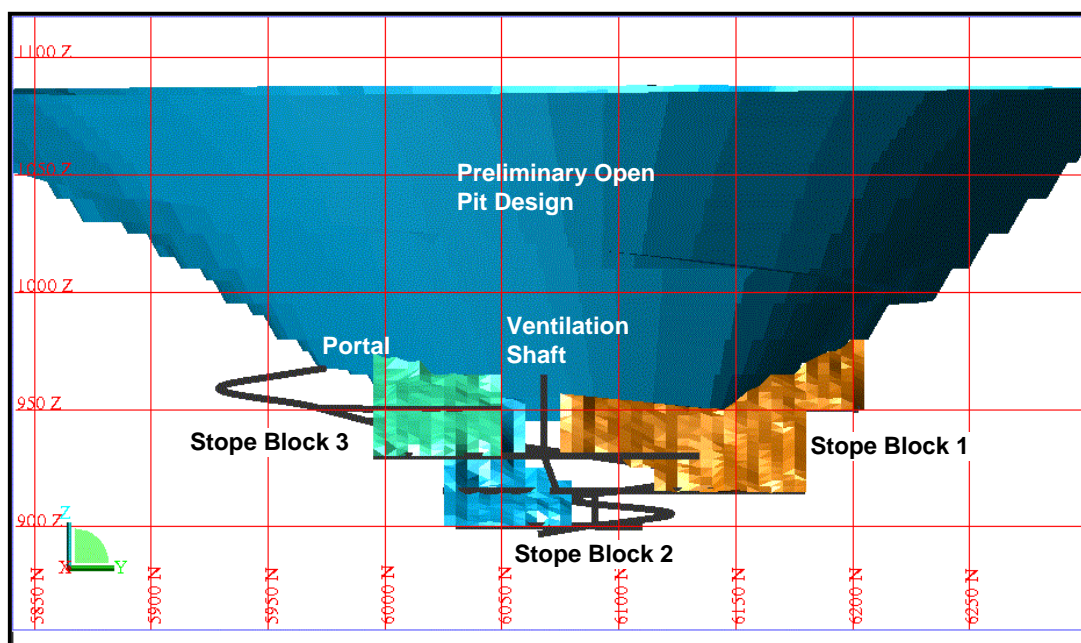 1100 Z
1050 Z
Preliminary Open
Pit Design
1000 Z
Ventilation
Shaft
Portal
950 Z
Stope Block 3
Stope Block 1
900 Z
Z
Stope Block 2
X
Y
5850 N
5900 N
5950 N
6000 N
6050 N
6100 N
6150 N
6200 N
6250 N